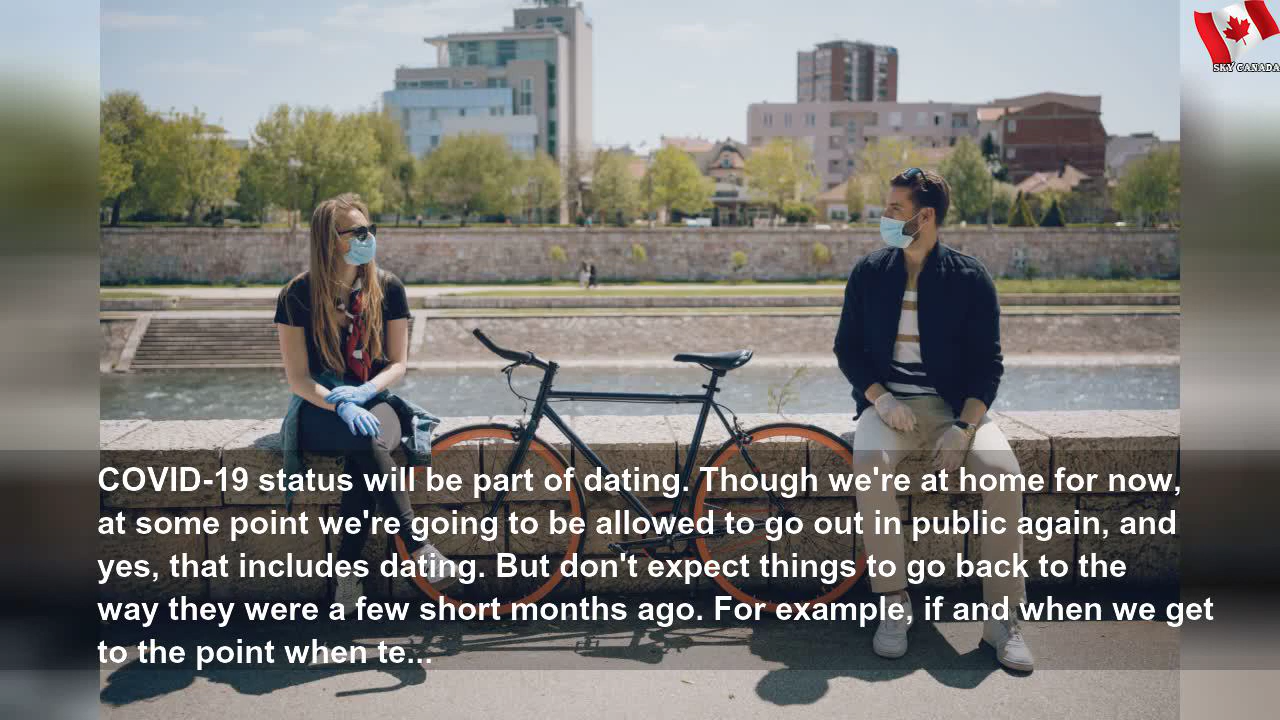 SKY CANADA
COVID-19 status will be part of dating. Though we're at home for now,
at some point we're going to be allowed to go out in public again, and
yes, that includes dating. But don't expect things to go back to the
way they were a few short months ago. For example, if and when we get
to the point when te...